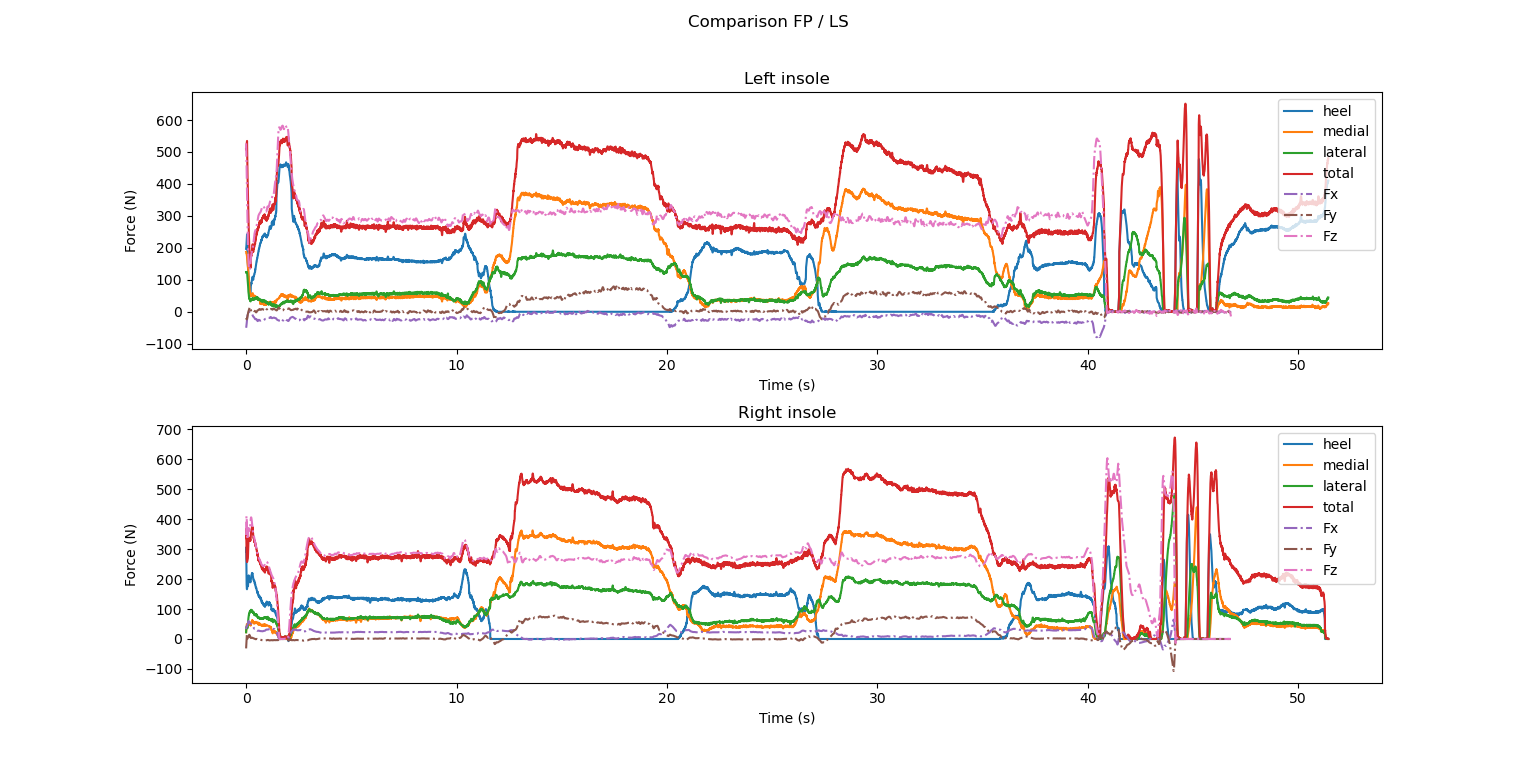 Comparison FP / LS
Left insole
Force (N)
600
500
400
300
200
100
0
−100
heel
medial
lateral
total
Fx
Fy
Fz
0 10 20 30 40 50
Time (s)
Right insole
Force (N)
700
600
500
400
300
200
100
0
−100
heel
medial
lateral
total
Fx
Fy
Fz
0 10 20 30 40 50
Time (s)